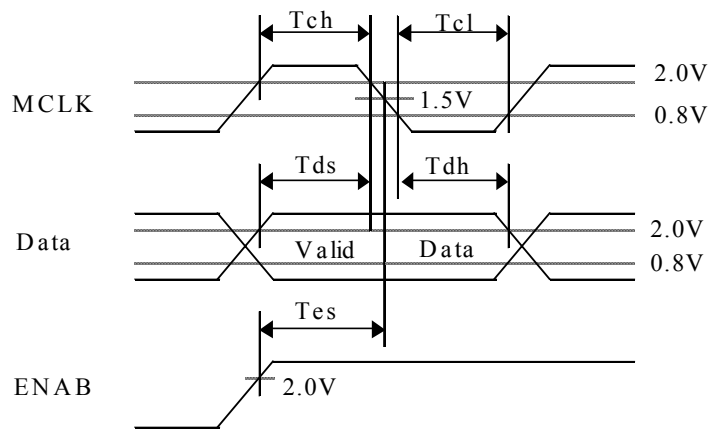 Tch Tcl
MCLK 2.0V
1.5V
0.8V
Tds Tdh
Data Valid Data 2.0V
0.8V
Tes
ENAB 2.0V